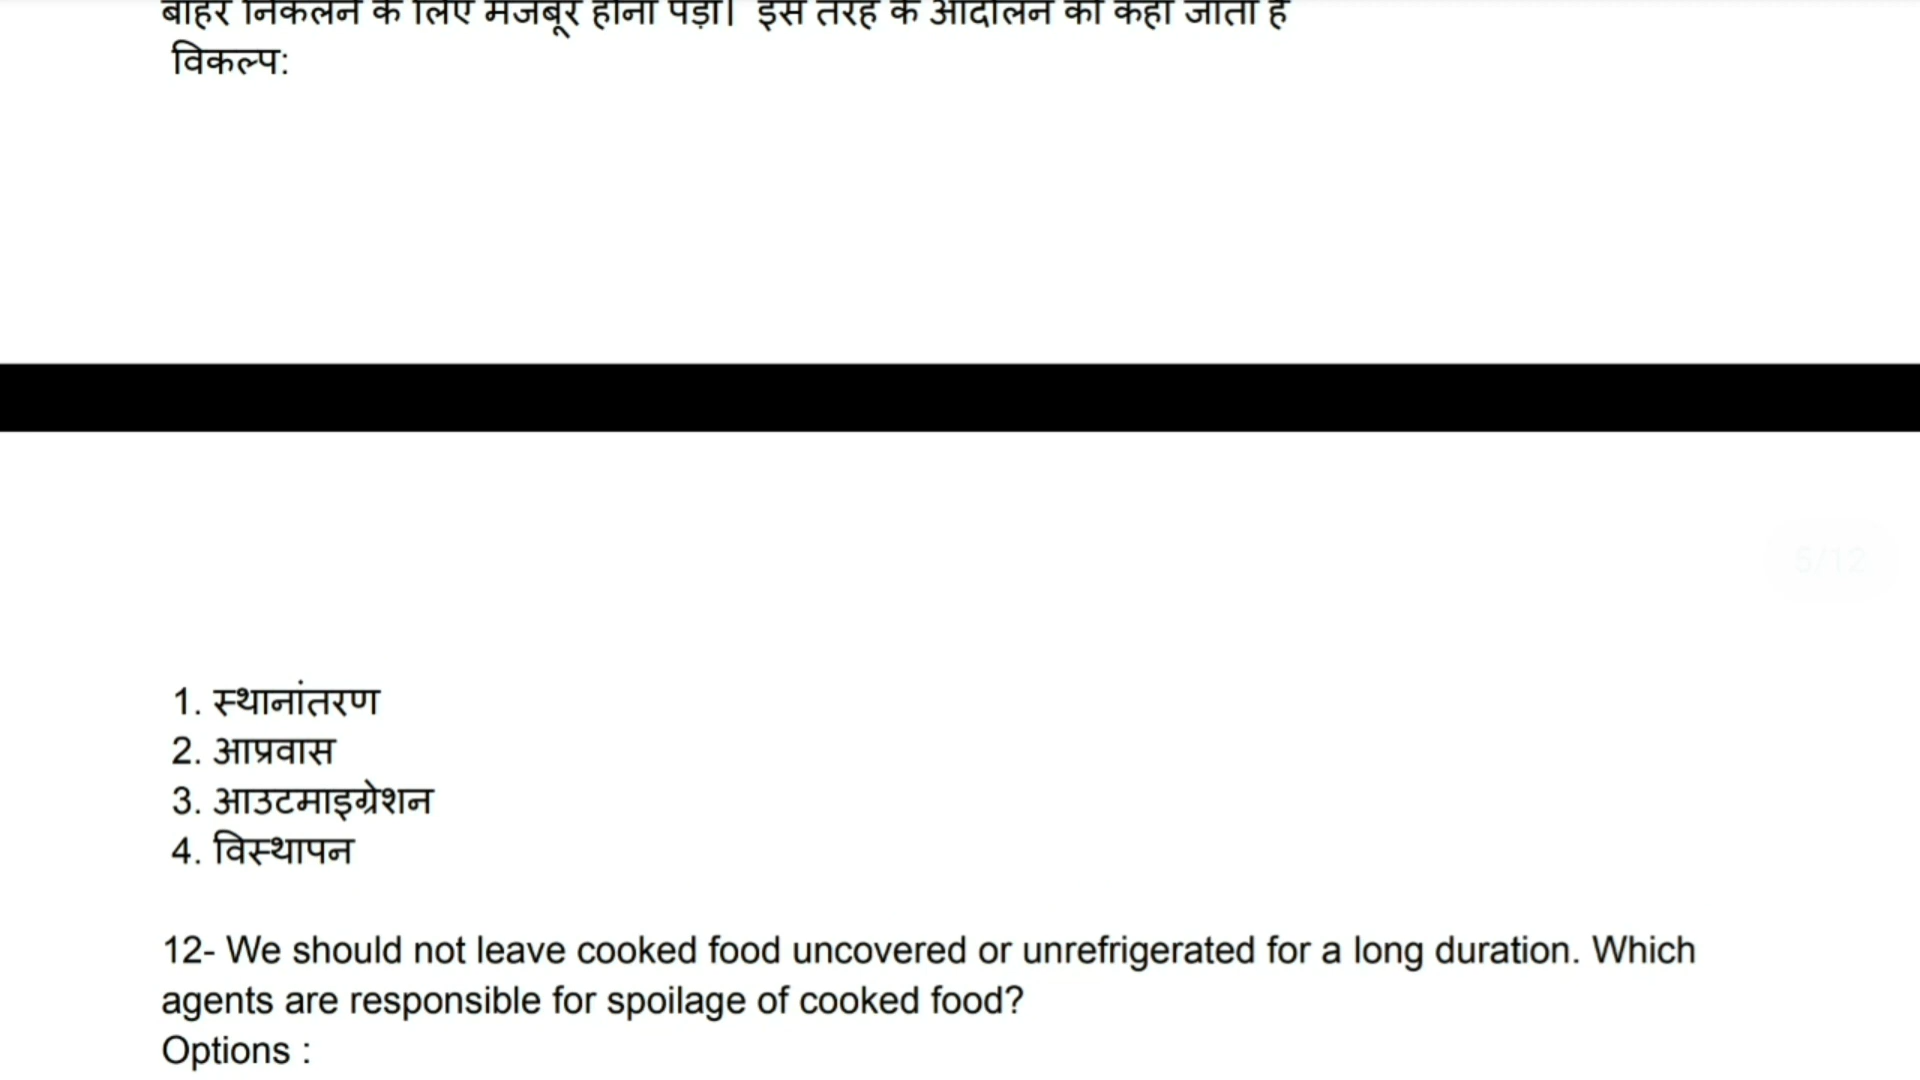 बाहर निकलने के लिए मजबूर होना पड़ा। इस तरह के आंदोलन को कहा जाता है
विकल्प:
5/12
1. स्थानांतरण
2. आप्रवास
3. आउटमाइग्रेशन
4. विस्थापन
12- We should not leave cooked food uncovered or unrefrigerated for a long duration. Which
agents are responsible for spoilage of cooked food?
Options :